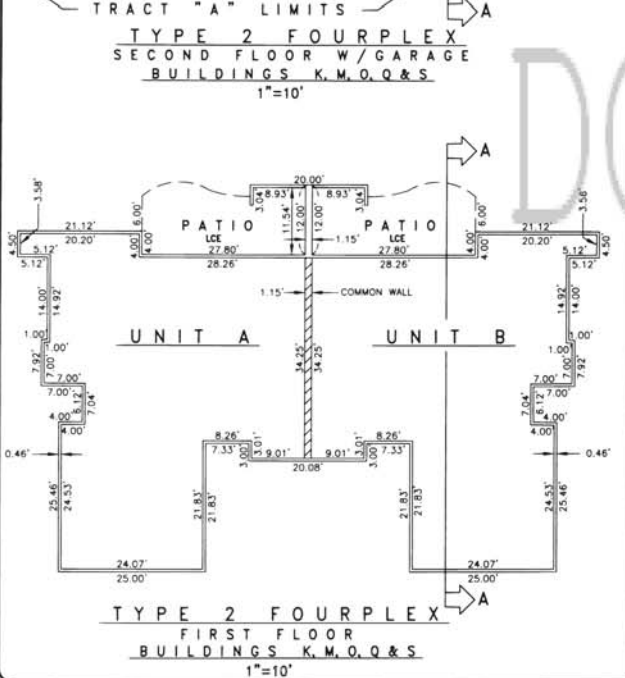 TRACT "A" LIMITS
A
TYPE 2 FOURPLEX
SECOND FLOOR W/GARAGE
BUILDINGS K, M, O, Q & S
1"=10'
DO
A
20.00'
3.04 8.93' 8.93' 3.04
3.58' 3.58'
6.00' 11.54' 12.00' 12.00' 6.00'
21.12' 21.12'
20.20' 20.20'
PATIO PATIO
LCE LCE
1.15'
4.50' 4.00' 4.00' 4.00' 4.00' 4.50'
27.80' 27.80'
28.26' 28.26'
5.12' 5.12'
5.12' 5.12'
1.15' COMMON WALL
14.00' 14.92' 14.92' 14.00'
UNIT A UNIT B
34.25' 34.25'
1.00' 1.00' 1.00' 1.00'
7.92' 7.00' 7.00' 7.92'
7.00' 7.00'
7.00' 7.00'
6.12' 7.04' 7.04' 6.12'
4.00' 4.00'
4.00' 4.00'
0.46' 0.46'
8.26' 8.26'
7.33' 7.33'
3.00' 3.01' 3.01' 3.00'
9.01' 9.01'
20.08'
25.46' 24.53' 21.83' 21.83' 21.83' 21.83' 24.53' 25.46'
24.07' 24.07'
25.00' 25.00'
A
TYPE 2 FOURPLEX
FIRST FLOOR
BUILDINGS K, M, O, Q & S
1"=10'